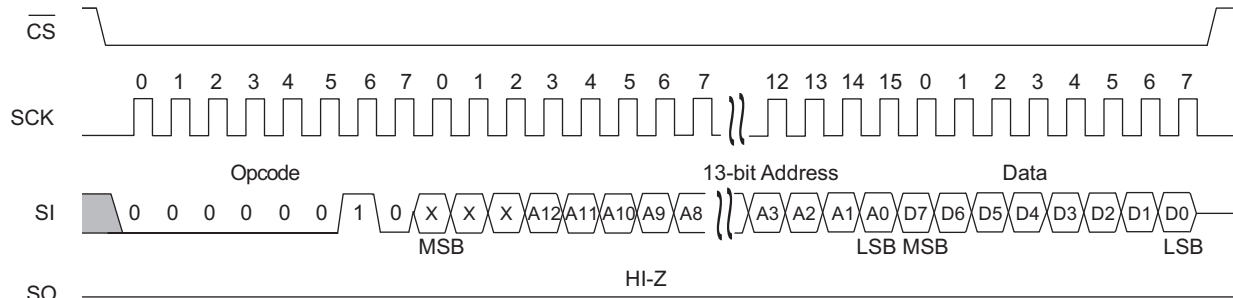 CS
0 1 2 3 4 5 6 7 0 1 2 3 4 5 6 7 12 13 14 15 0 1 2 3 4 5 6 7
SCK
Opcode 13-bit Address Data
SI 0 0 0 0 0 0 1 0 X X X A12 A11 A10 A9 A8 A3 A2 A1 A0 D7 D6 D5 D4 D3 D2 D1 D0
MSB LSB MSB LSB
HI-Z
SO